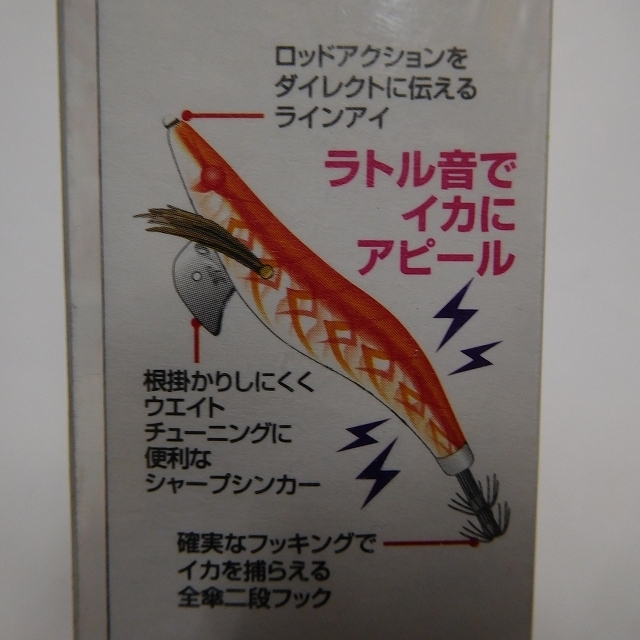 ロッドアクションを
ダイレクトに伝える
ラインアイ
ラトル音で
イカに
アピール
根掛かりしにくく
ウエイト
チューニングに
便利な
シャープシンカー
確実なフッキングで
イカを捕らえる
全傘二段フック